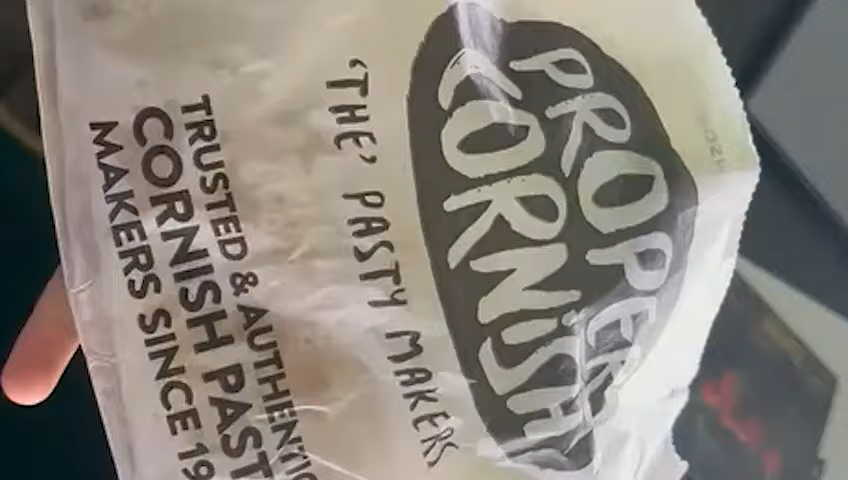 PROPER
CORNISH
'THE' PASTY MAKERS
TRUSTED & AUTHENTIC
CORNISH PAST
MAKERS SINCE 19